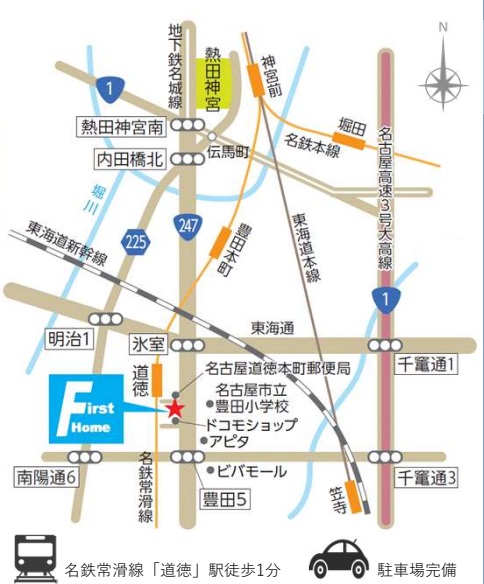 N
地下鉄名城線
熱田神宮
神宮前
1
熱田神宮南
堀田
伝馬町
名鉄本線
内田橋北
名古屋高速3号大高線
堀川
247
225
豊田本町
東海道本線
東海道新幹線
1
明治1
氷室
東海通
千竈通1
道徳
名古屋道徳本町郵便局
名古屋市立
豊田小学校
First
Home
ドコモショップ
アピタ
名鉄常滑線
ビバモール
南陽通6
豊田5
笠寺
千竈通3
名鉄常滑線「道徳」駅徒歩1分
駐車場完備